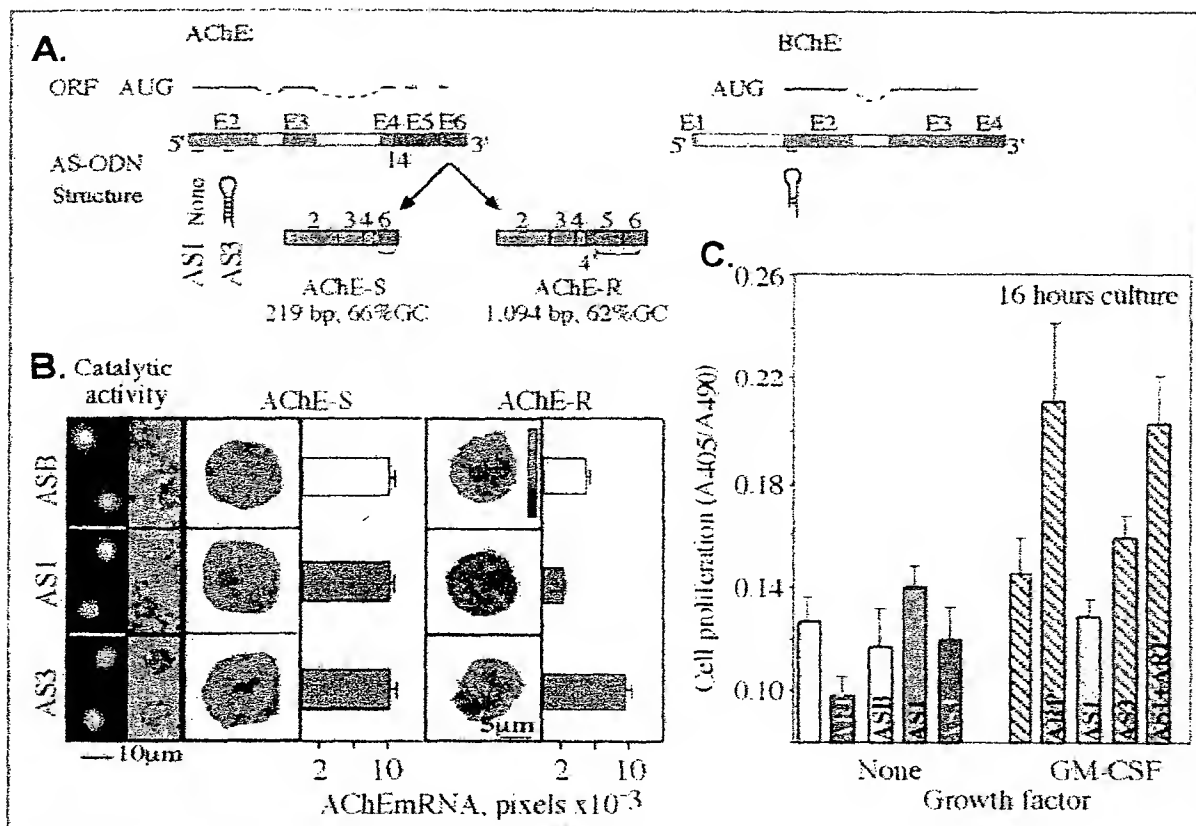 A.
AChE:
ORF AUG
E2 E3 E4 E5 E6
5' 3'
AS-ODN
I4
Structure
None
AS1
AS3
2 3 4 6
AChE-S
219 bp, 66%GC
2 3 4 5 6
4'
AChE-R
1,094 bp, 62%GC
BChE:
AUG
E1 E2 E3 E4
5' 3'
B.
Catalytic
activity
AChE-S
AChE-R
ASB
AS1
AS3
10µm
5µm
2 10
2 10
AChEmRNA, pixels x10⁻³
C.
16 hours culture
Cell proliferation (A405/A490)
0.26
0.22
0.18
0.14
0.10
ARP
ASB
AS1
AS3
ARP
AS1
AS3
AS1+ARP
None GM-CSF
Growth factor